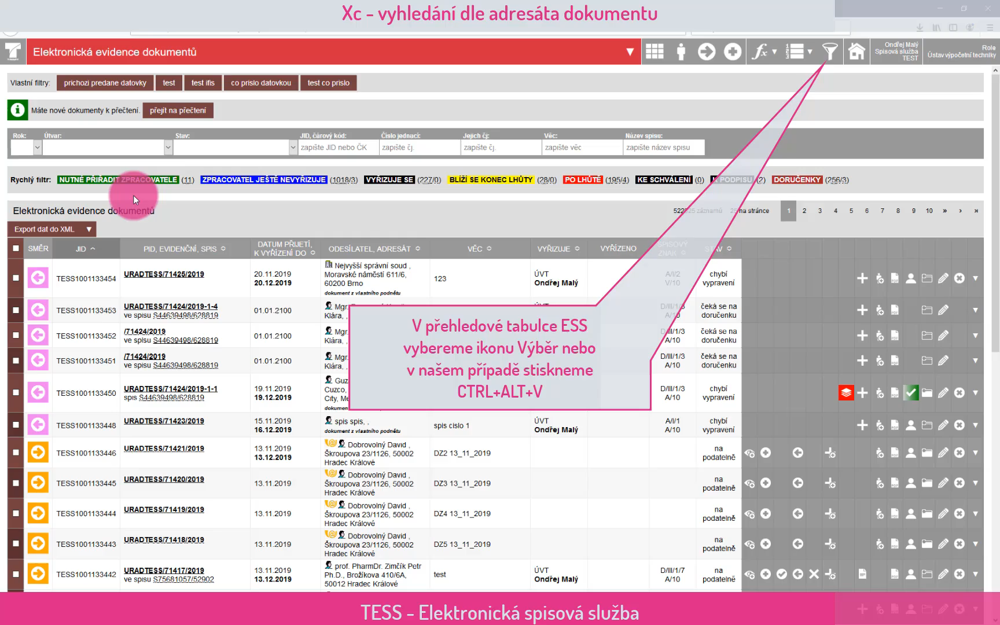 Xc - vyhledání dle adresáta dokumentu
Elektronická evidence dokumentů
Ondřej Malý
Spisová služba
TEST
Role
Ústav výpočetní techniky
Vlastní filtry: prichozi predane datovky test test ifis co prislo datovkou test co prislo
Máte nové dokumenty k přečtení. přejít na přečtení
Rok: Útvar: Stav: JID, čárový kód: Číslo jednací: Jejich čj: Věc: Název spisu:
zapište JID nebo ČK zapište čj. zapište čj. zapište věc zapište název spisu
Rychlý filtr: NUTNÉ PŘIŘADIT ZPRACOVATELE (11) ZPRACOVATEL JEŠTĚ NEVYŘIZUJE (1018/3) VYŘIZUJE SE (227/0) BLÍŽÍ SE KONEC LHŮTY (28/0) PO LHŮTĚ (195/4) KE SCHVÁLENÍ (0) K PODPISU (2) DORUČENKY (256/3)
Elektronická evidence dokumentů
záznamů 25 na stránce 1 2 3 4 5 6 7 8 9 10 » › »
Export dat do XML
SMĚR JID PID, EVIDENČNÍ, SPIS DATUM PŘIJETÍ, K VYŘÍZENÍ DO ODESÍLATEL, ADRESÁT VĚC VYŘIZUJE VYŘÍZENO SPISOVÝ ZNAK STAV
TESS1001133454 URADTESS/71425/2019 20.11.2019 20.12.2019 Nejvyšší správní soud , Moravské náměstí 611/6, 60200 Brno dokument z vlastního podnětu 123 ÚVT Ondřej Malý A/I/2 V/10 chybí vypravení
TESS1001133453 URADTESS/71424/2019-1-4 ve spisu S44639498/628819 01.01.2100 Mgr. Klára, , D/III/1/3 A/10 čeká se na doručenku
TESS1001133452 /71424/2019 ve spisu S44639498/628819 01.01.2100 Mgr. Klára, D/III/1/3 A/10 čeká se na doručenku
TESS1001133451 /71424/2019 ve spisu S44639498/628819 01.01.2100 Mgr. Klára, D/III/1/3 A/10 čeká se na doručenku
TESS1001133450 URADTESS/71424/2019-1-1 spis S44639498/628819 19.11.2019 19.12.2019 Guz Cuzco, City, Me dokumen D/III/1/3 A/10 chybí vypravení
TESS1001133448 URADTESS/71423/2019 15.11.2019 16.12.2019 spis spis, , dokument z vlastního podnětu spis cislo 1 ÚVT Ondřej Malý A/I/1 A/10 chybí vypravení
TESS1001133446 URADTESS/71421/2019 13.11.2019 13.12.2019 Dobrovolný David , Škroupova 23/1126, 50002 Hradec Králové DZ2 13_11_2019 na podatelně
TESS1001133445 URADTESS/71420/2019 13.11.2019 Dobrovolný David , Škroupova 23/1126, 50002 Hradec Králové DZ3 13_11_2019 na podatelně
TESS1001133444 URADTESS/71419/2019 13.11.2019 Dobrovolný David , Škroupova 23/1126, 50002 Hradec Králové DZ4 13_11_2019 na podatelně
TESS1001133443 URADTESS/71418/2019 13.11.2019 Dobrovolný David , Škroupova 23/1126, 50002 Hradec Králové DZ5 13_11_2019 na podatelně
TESS1001133442 URADTESS/71417/2019 ve spisu S75681057/52902 13.11.2019 13.12.2019 prof. PharmDr. Zimčík Petr Ph.D., Brožíkova 410/6A, 50012 Hradec Králové test ÚVT Ondřej Malý D/III/1/7 A/10 na podatelně
V přehledové tabulce ESS
vybereme ikonu Výběr nebo
v našem případě stiskneme
CTRL+ALT+V
TESS - Elektronická spisová služba